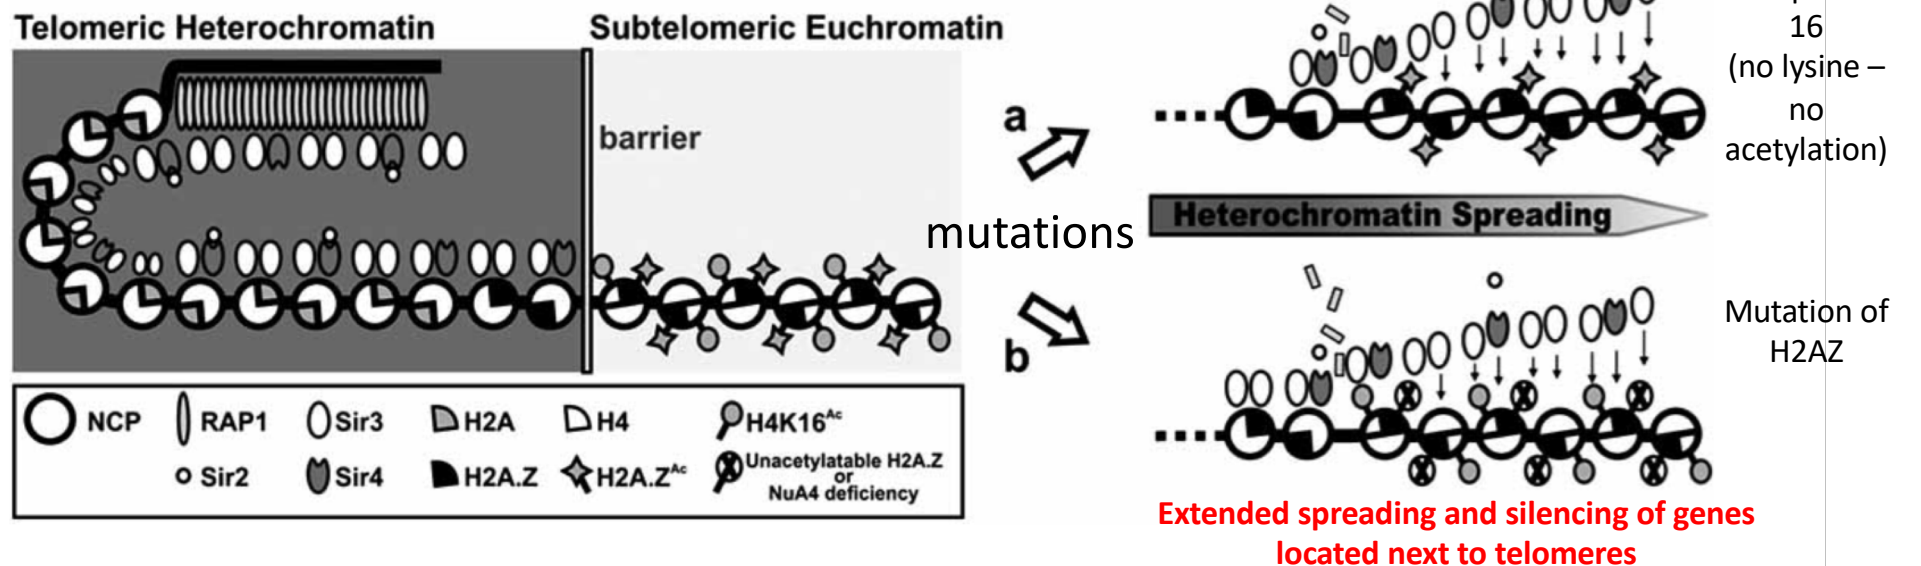 Telomeric Heterochromatin
Subtelomeric Euchromatin
barrier
NCP
RAP1
Sir3
H2A
H4
H4K16Ac
Sir2
Sir4
H2A.Z
H2A.ZAc
Unacetylatable H2A.Z
or
NuA4 deficiency
mutations
a
b
16
(no lysine –
no
acetylation)
Heterochromatin Spreading
Mutation of
H2AZ
Extended spreading and silencing of genes
located next to telomeres